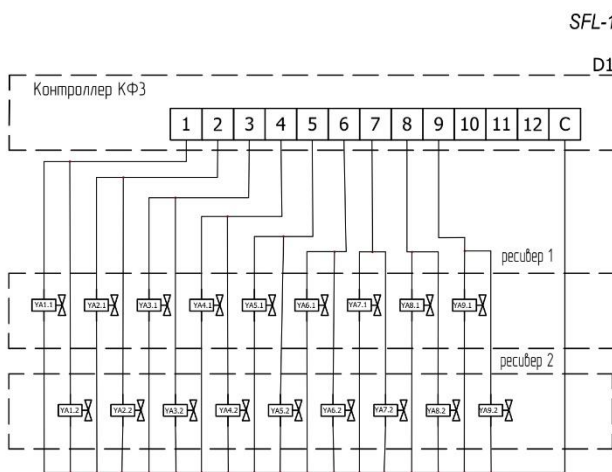 SFL-1
D1
Контроллер КФЗ
1 2 3 4 5 6 7 8 9 10 11 12 C
ресивер 1
YA1.1 YA2.1 YA3.1 YA4.1 YA5.1 YA6.1 YA7.1 YA8.1 YA9.1
ресивер 2
YA1.2 YA2.2 YA3.2 YA4.2 YA5.2 YA6.2 YA7.2 YA8.2 YA9.2